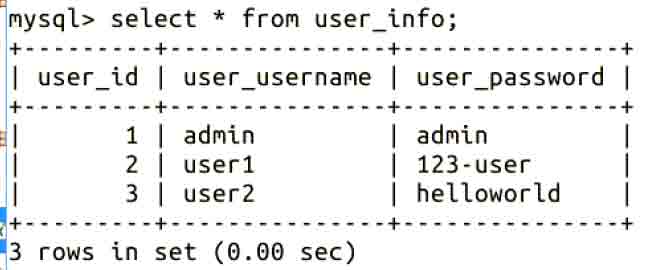 mysql> select * from user_info;
+---------+---------------+---------------+
| user_id | user_username | user_password |
+---------+---------------+---------------+
|       1 | admin         | admin         |
|       2 | user1         | 123-user      |
|       3 | user2         | helloworld    |
+---------+---------------+---------------+
3 rows in set (0.00 sec)